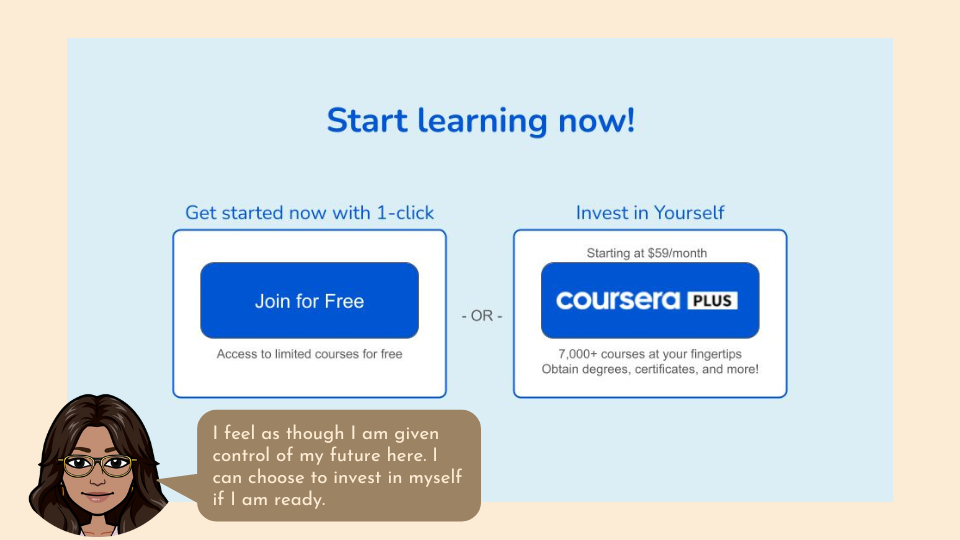 Start learning now!
Get started now with 1-click
Join for Free
Access to limited courses for free
- OR -
Invest in Yourself
Starting at $59/month
coursera PLUS
7,000+ courses at your fingertips
Obtain degrees, certificates, and more!
I feel as though I am given
control of my future here. I
can choose to invest in myself
if I am ready.